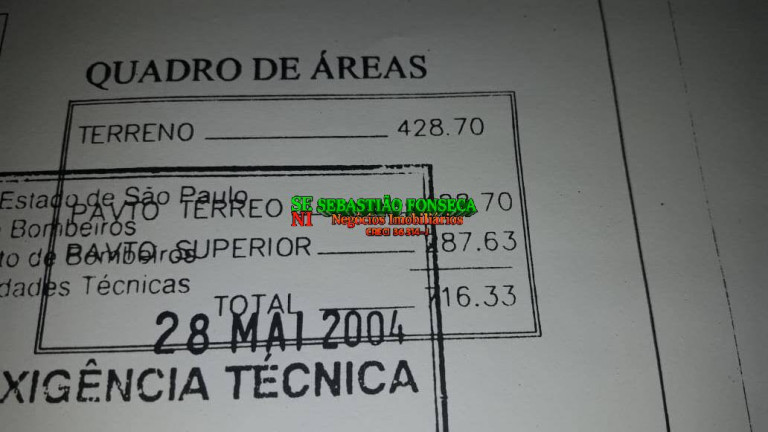 QUADRO DE ÁREAS
TERRENO 428.70
Estado de São Paulo
PAVTO TERREO .70
SE SEBASTIÃO FONSECA
NI Negócios Imobiliários
Bombeiros
PAVTO SUPERIOR 287.63
to de Bombeiros
dades Técnicas
TOTAL 716.33
28 MAI 2004
XIGÊNCIA TÉCNICA